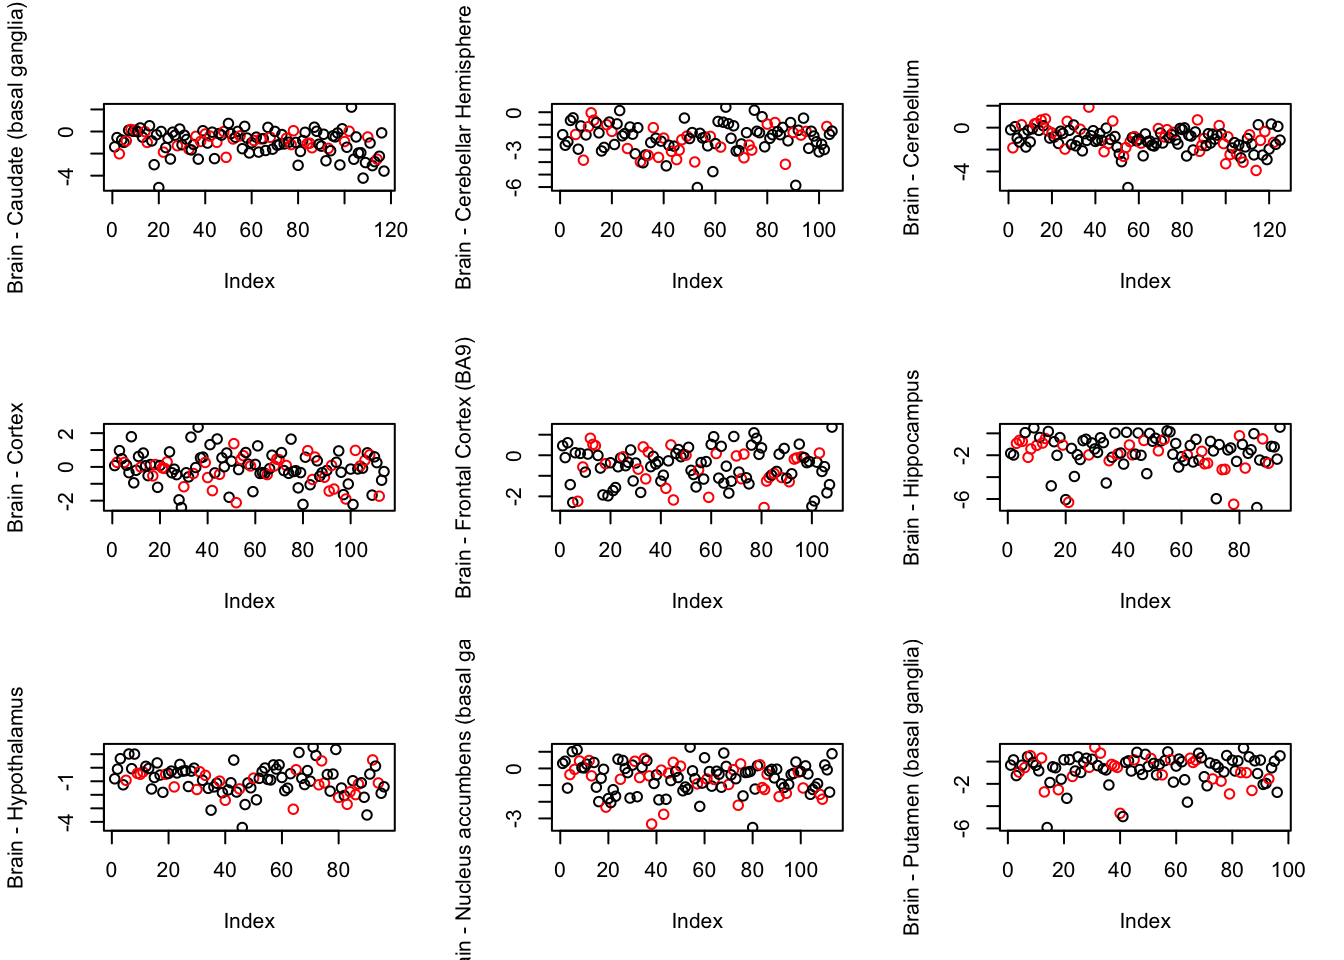 Brain - Caudate (basal ganglia)
0
-4
0 20 40 60 80 120
Index
Brain - Cerebellar Hemisphere
0
-3
-6
0 20 40 60 80 100
Index
Brain - Cerebellum
0
-4
0 20 40 60 80 120
Index
Brain - Cortex
2
0
-2
0 20 40 60 80 100
Index
Brain - Frontal Cortex (BA9)
0
-2
0 20 40 60 80 100
Index
Brain - Hippocampus
-2
-6
0 20 40 60 80
Index
Brain - Hypothalamus
-1
-4
0 20 40 60 80
Index
ain - Nucleus accumbens (basal ga
0
-3
0 20 40 60 80 100
Index
Brain - Putamen (basal ganglia)
-2
-6
0 20 40 60 80 100
Index